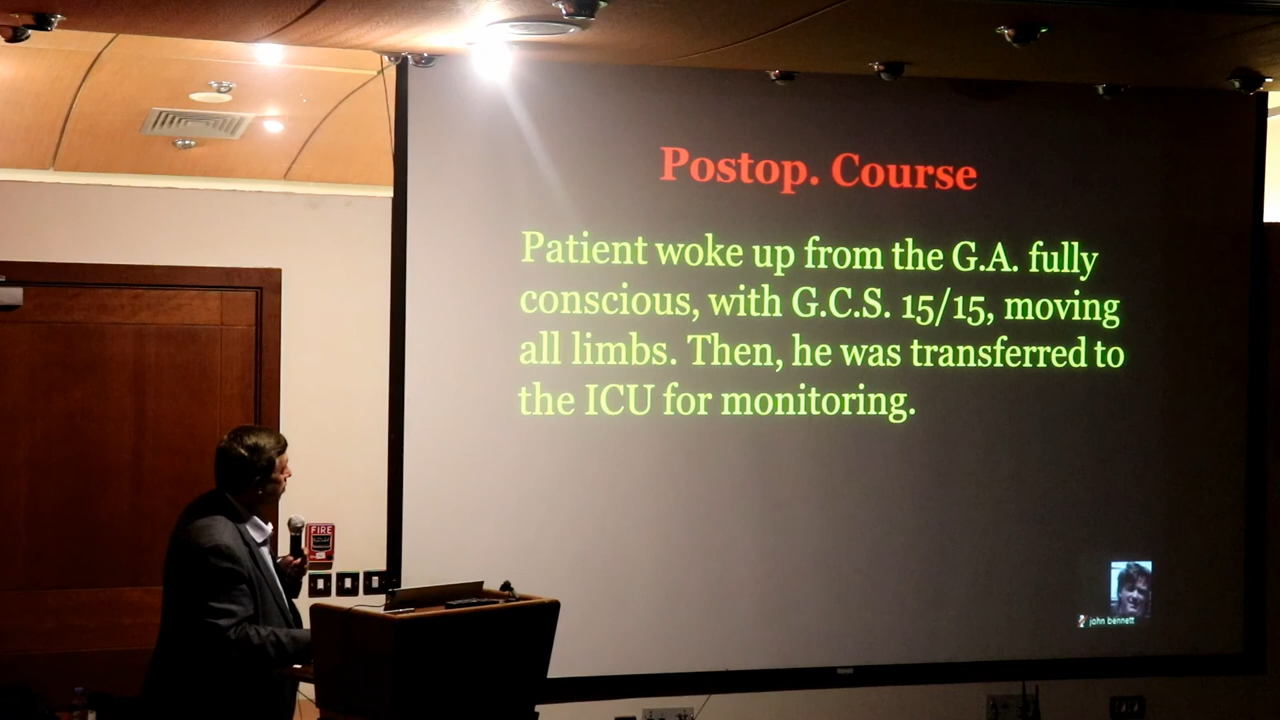 Postop. Course
Patient woke up from the G.A. fully
conscious, with G.C.S. 15/15, moving
all limbs. Then, he was transferred to
the ICU for monitoring.
FIRE
john bennett